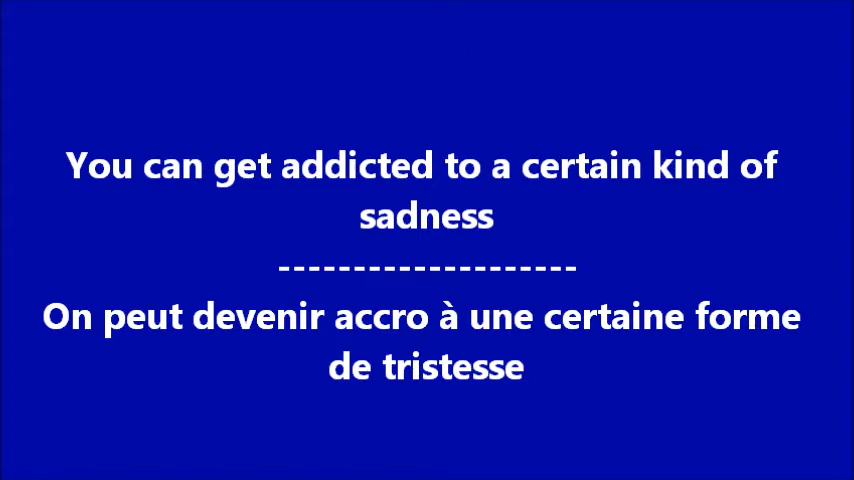 You can get addicted to a certain kind of
sadness
--------------------
On peut devenir accro à une certaine forme
de tristesse